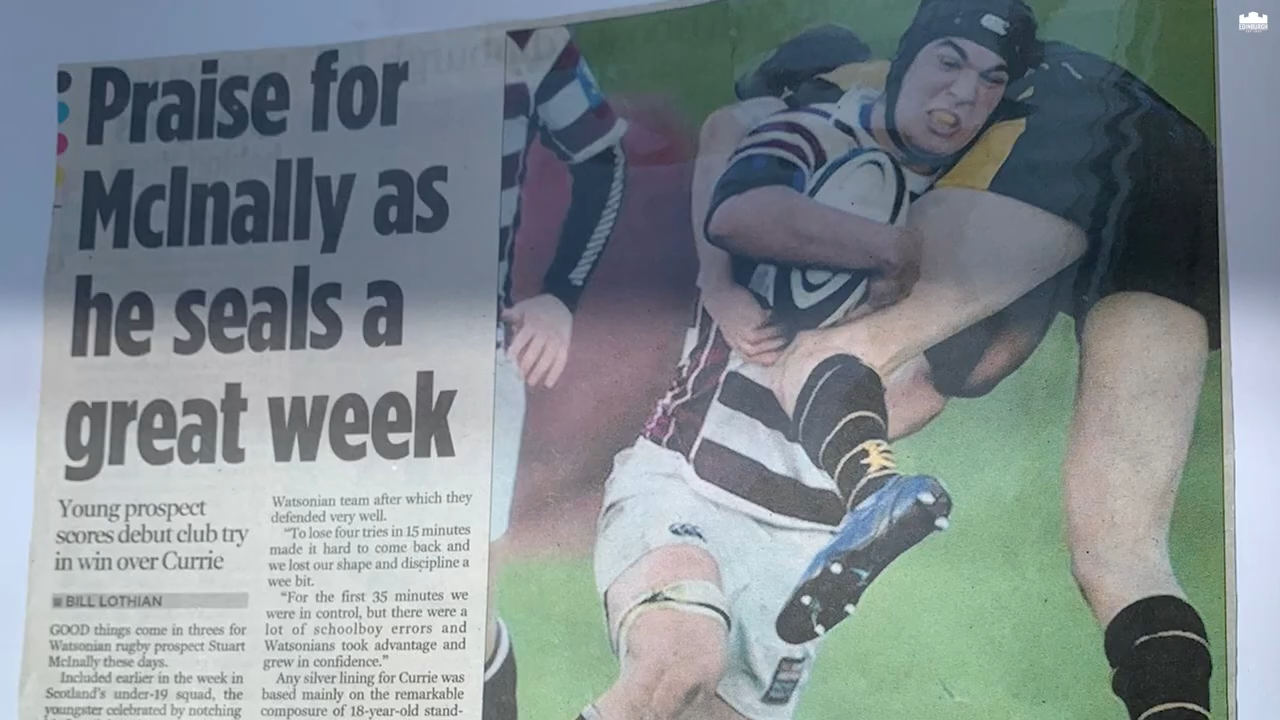 EDINBURGH
Praise for
McInally as
he seals a
great week
Young prospect
scores debut club try
in win over Currie
BILL LOTHIAN
GOOD things come in threes for
Watsonian rugby prospect Stuart
McInally these days.
Included earlier in the week in
Scotland's under-19 squad, the
youngster celebrated by notching
Watsonian team after which they
defended very well.
"To lose four tries in 15 minutes
made it hard to come back and
we lost our shape and discipline a
wee bit.
"For the first 35 minutes we
were in control, but there were a
lot of schoolboy errors and
Watsonians took advantage and
grew in confidence."
Any silver lining for Currie was
based mainly on the remarkable
composure of 18-year-old stand-